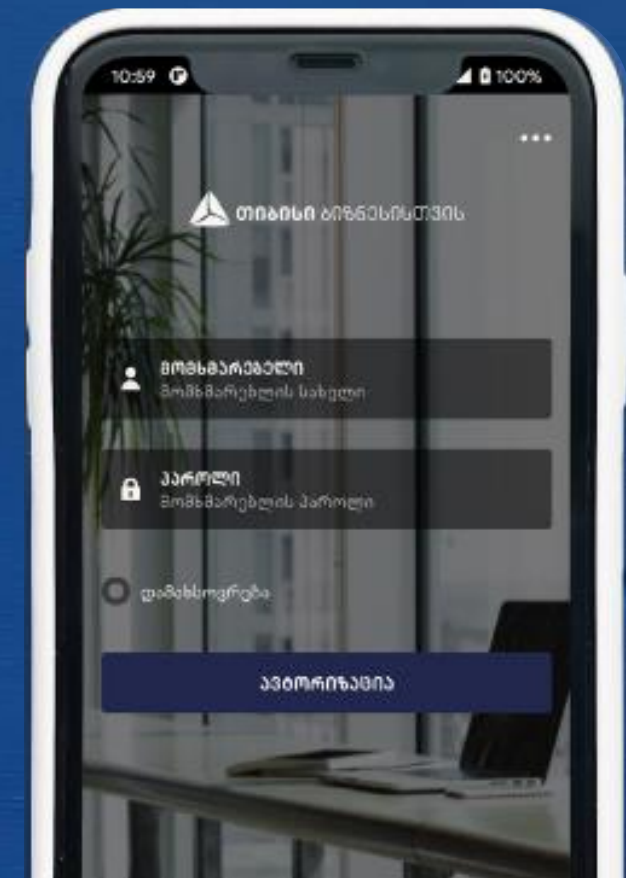 10:59
100%
თიბისი ბიზნესისთვის
მომხმარებელი
მომხმარებლის სახელი
პაროლი
მომხმარებლის პაროლი
დამახსოვრება
ავტორიზაცია